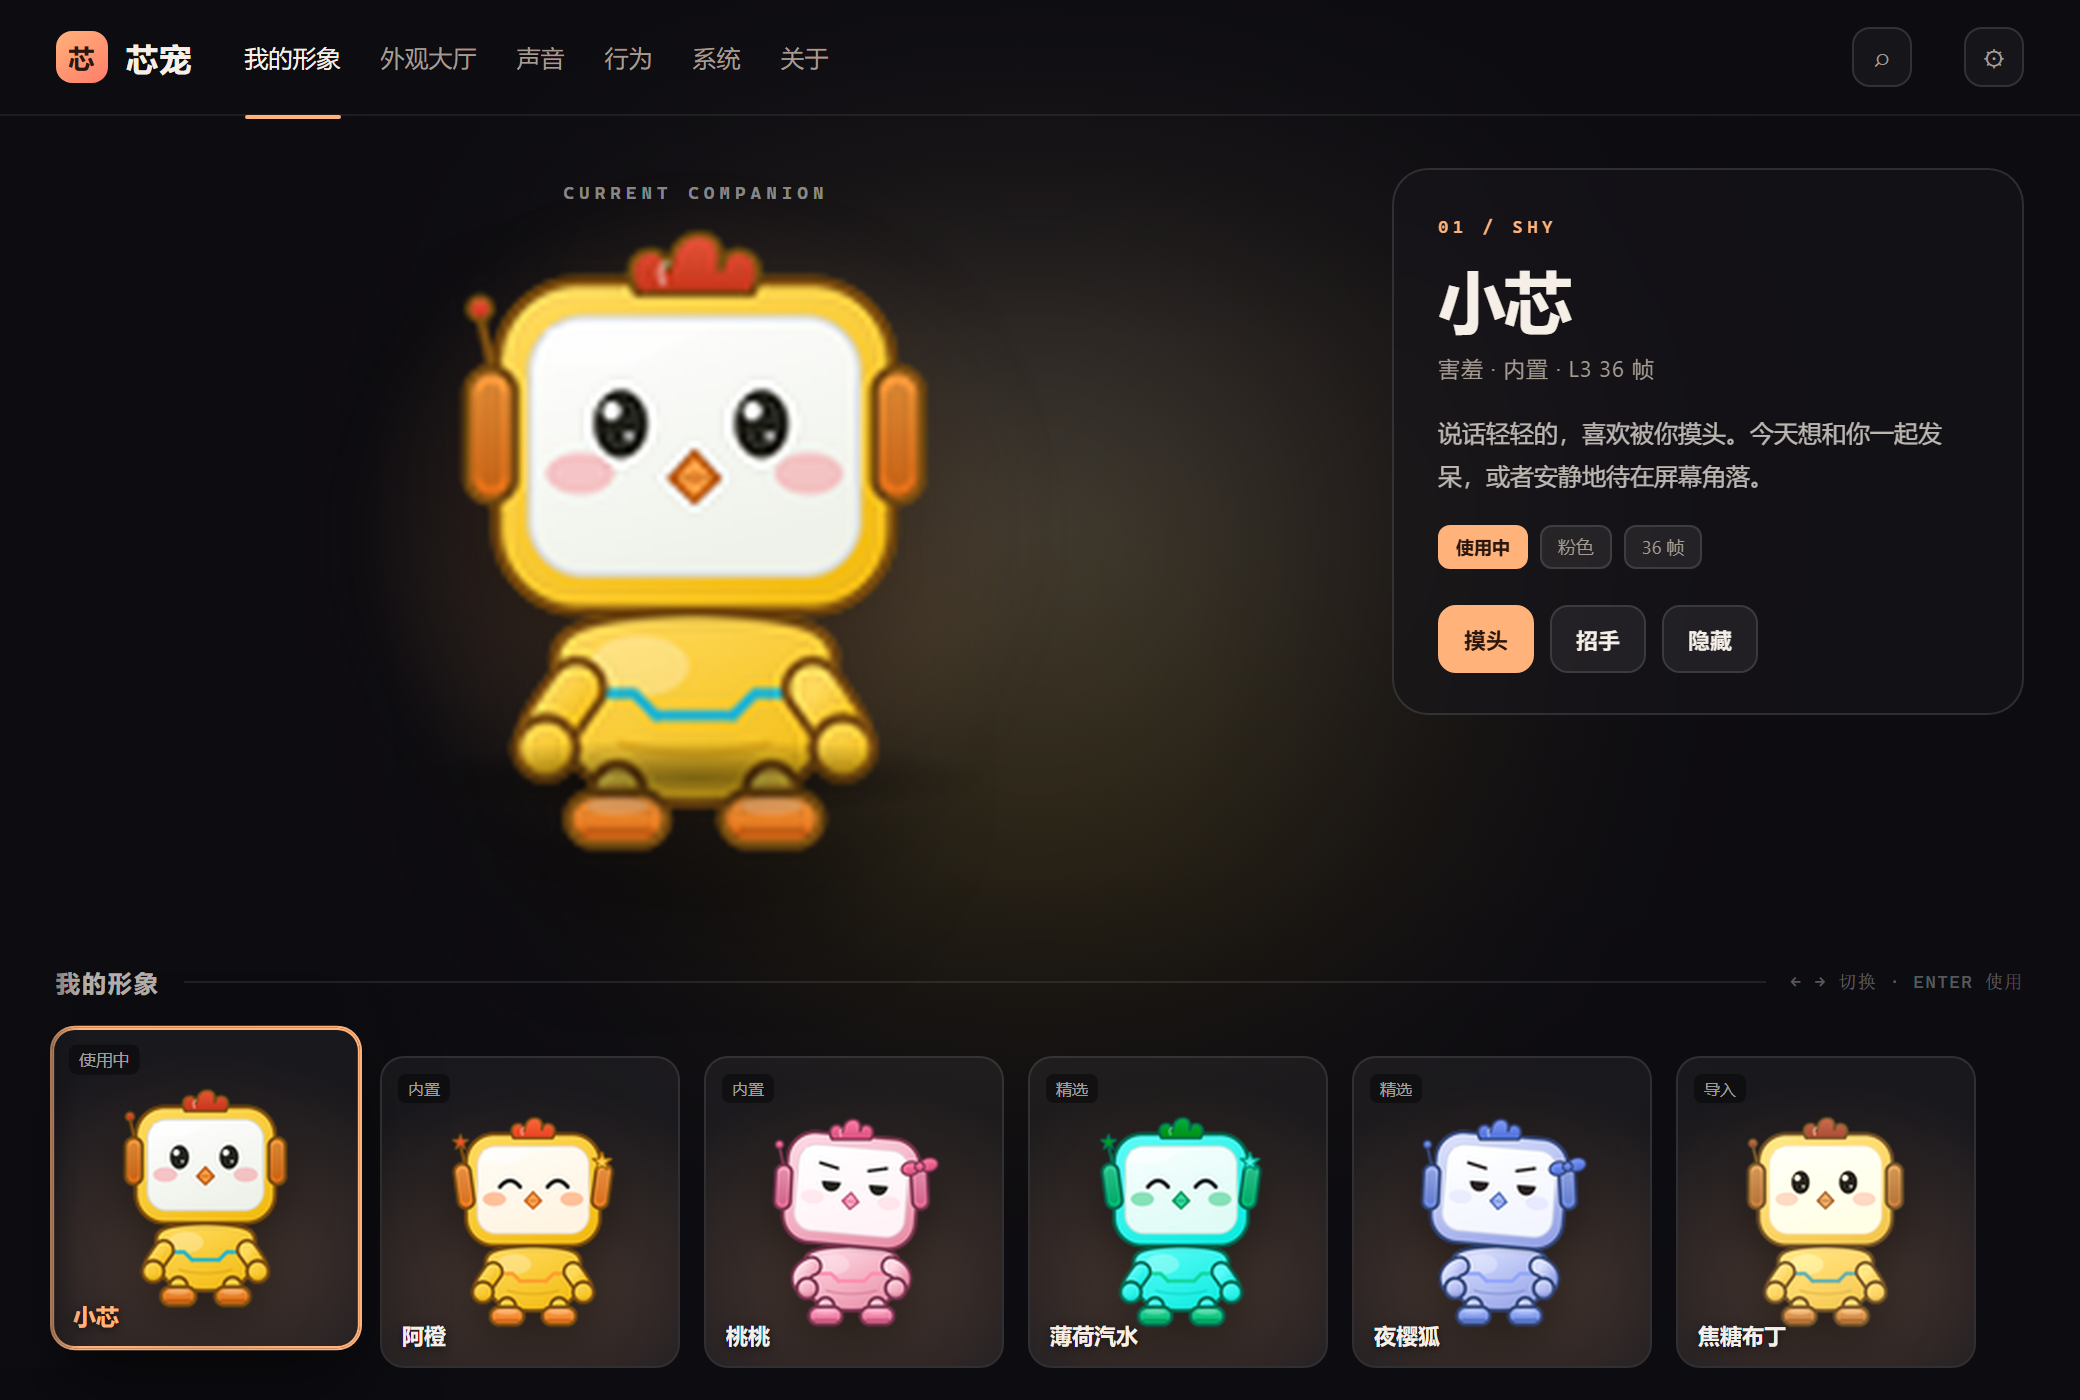 芯 芯宠 我的形象 外观大厅 声音 行为 系统 关于
CURRENT COMPANION
01 / SHY
小芯
害羞 · 内置 · L3 36 帧
说话轻轻的，喜欢被你摸头。今天想和你一起发
呆，或者安静地待在屏幕角落。
使用中 粉色 36 帧
摸头 招手 隐藏
我的形象
← → 切换 · ENTER 使用
使用中
小芯
内置
阿橙
内置
桃桃
精选
薄荷汽水
精选
夜樱狐
导入
焦糖布丁